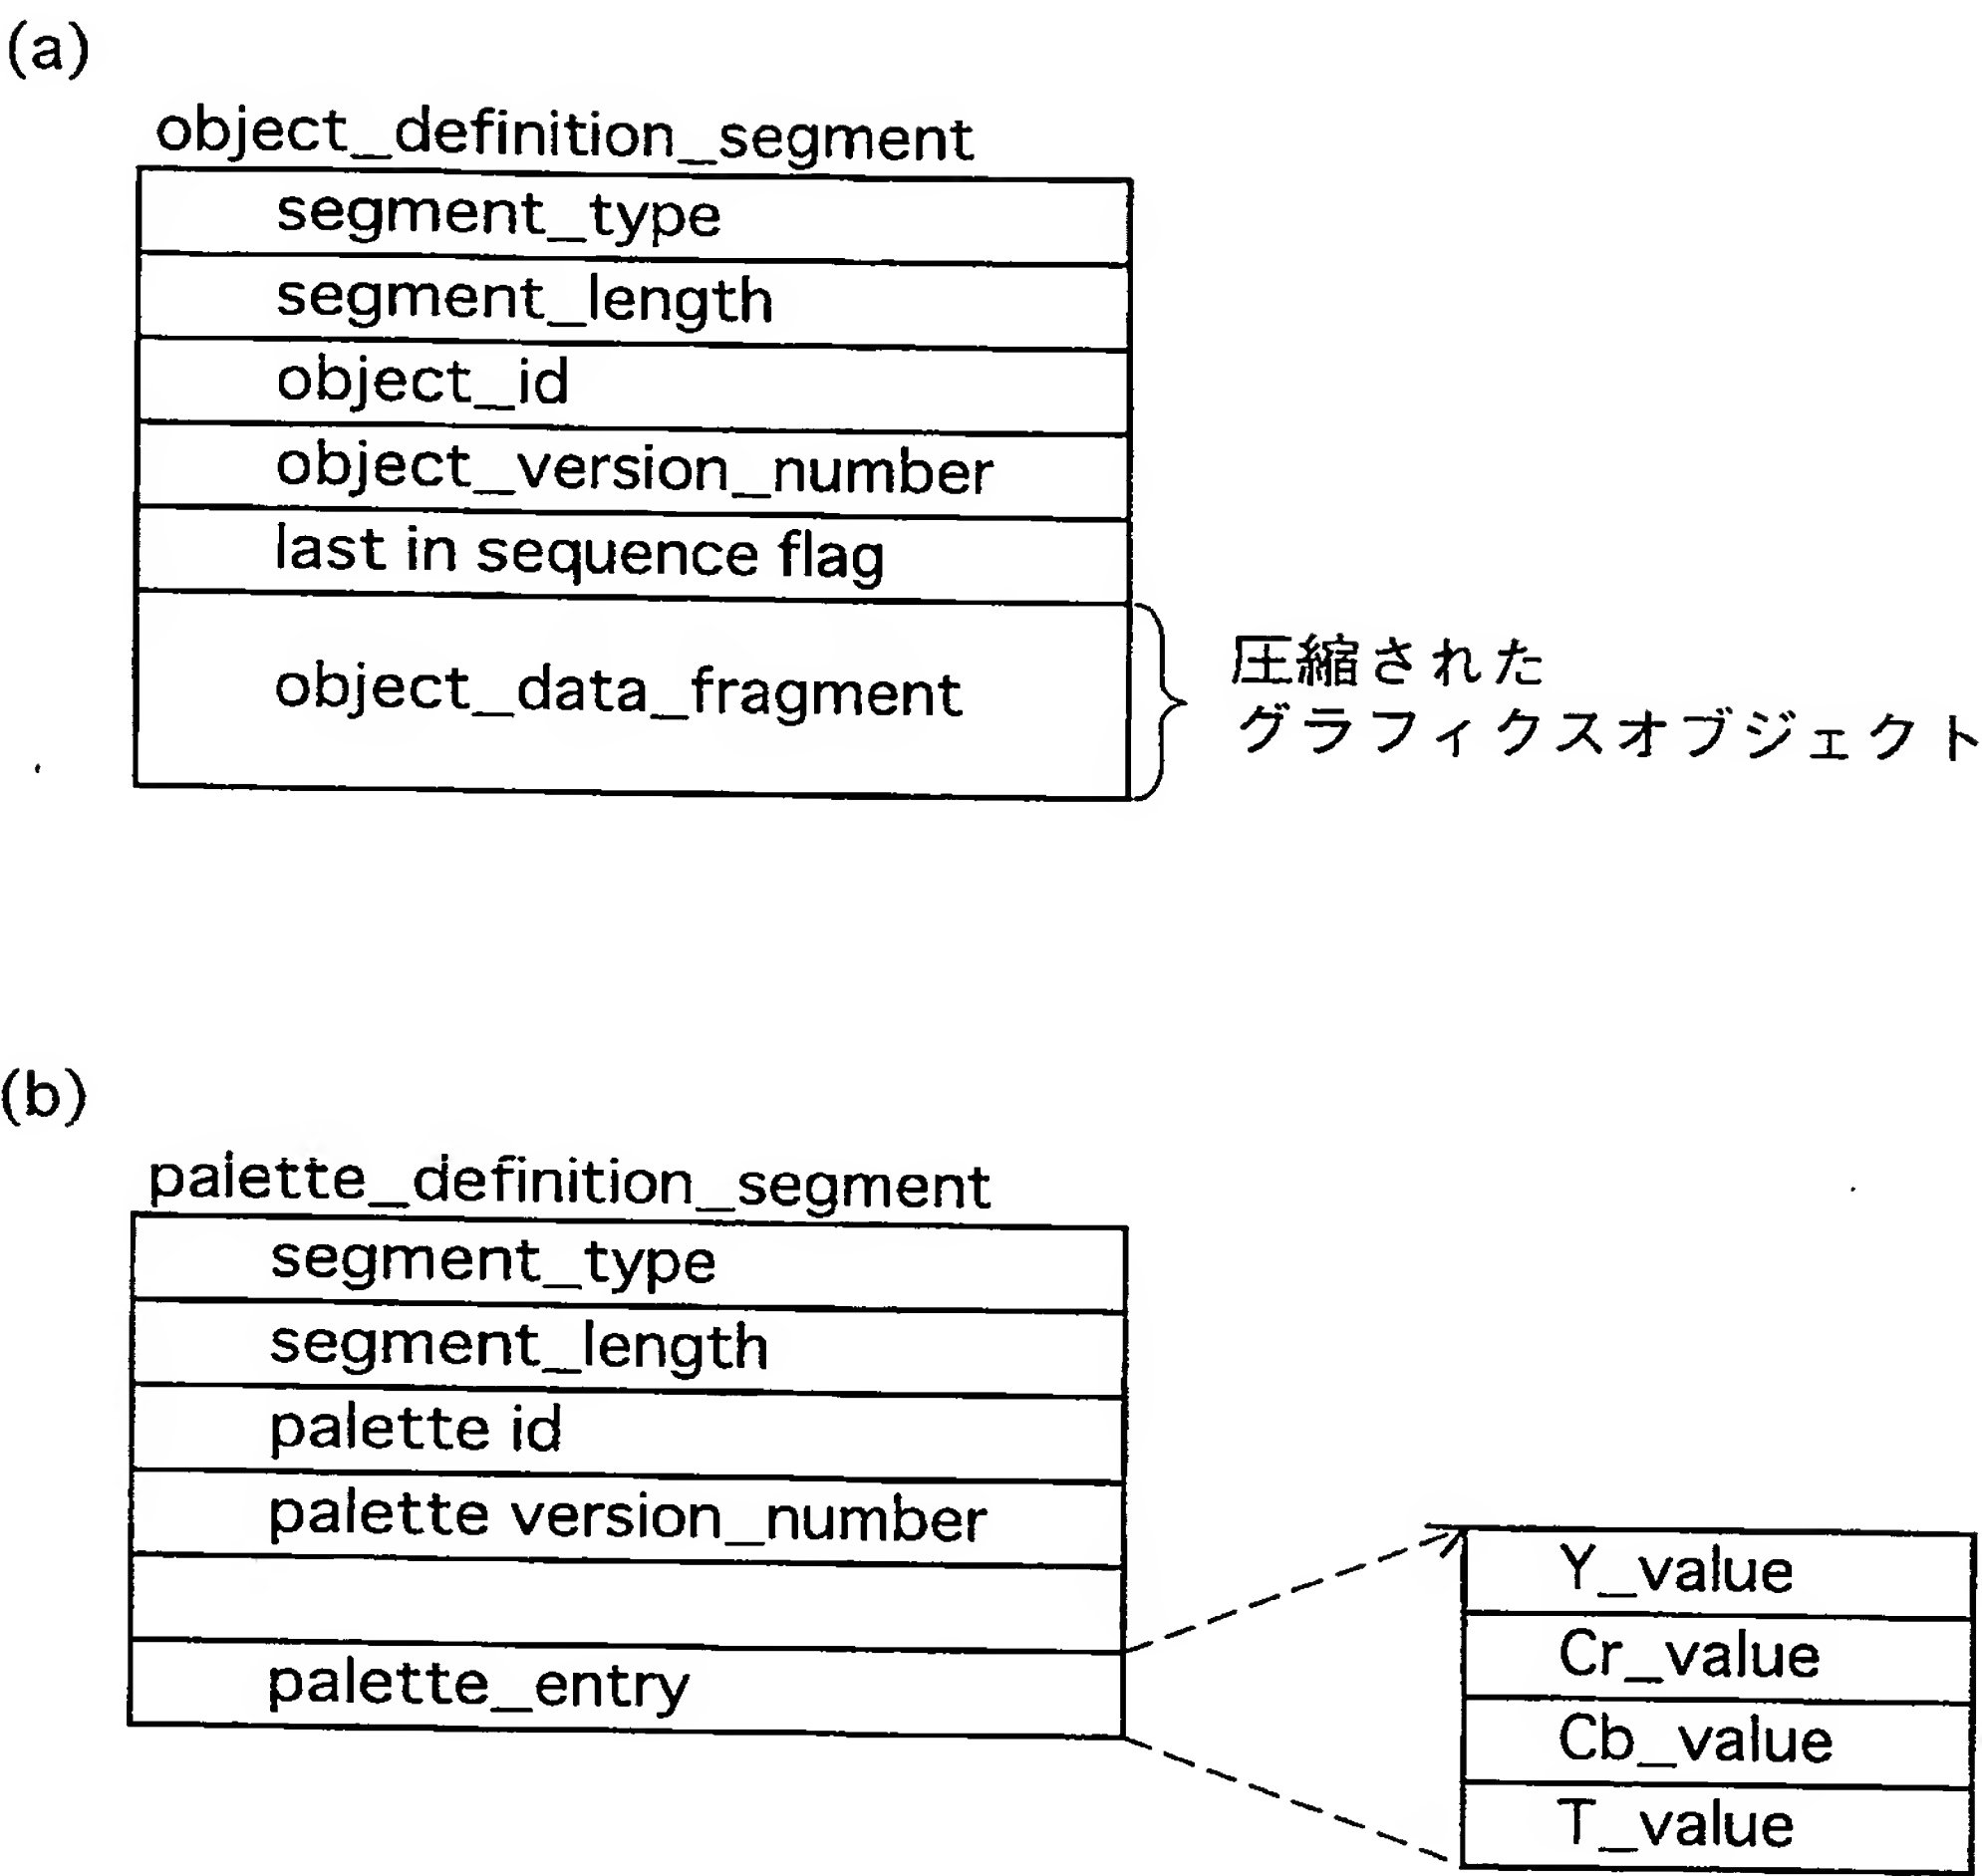 (a)
object_definition_segment
segment_type
segment_length
object_id
object_version_number
last in sequence flag
object_data_fragment
圧縮された
グラフィクスオブジェクト
(b)
palette_definition_segment
segment_type
segment_length
palette id
palette version_number
palette_entry
Y_value
Cr_value
Cb_value
T_value